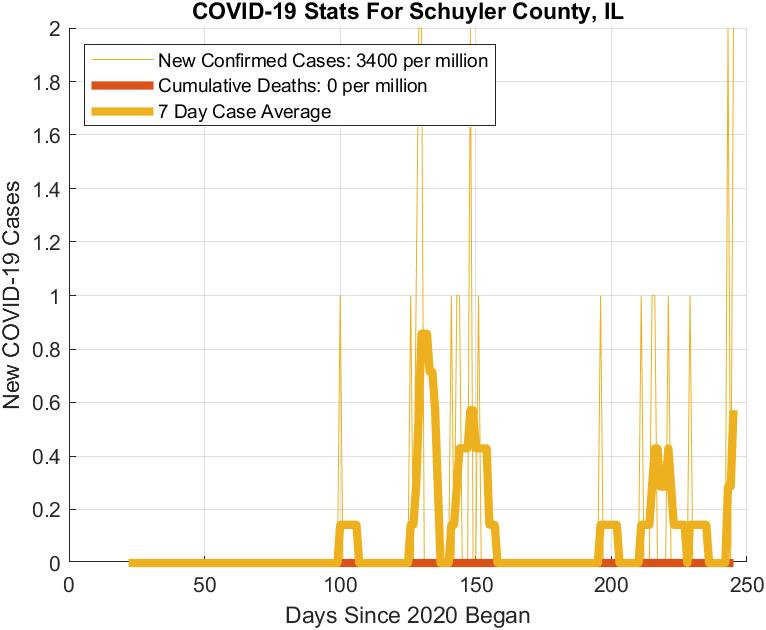 COVID-19 Stats For Schuyler County, IL
New Confirmed Cases: 3400 per million
Cumulative Deaths: 0 per million
7 Day Case Average
New COVID-19 Cases
2
1.8
1.6
1.4
1.2
1
0.8
0.6
0.4
0.2
0
0 50 100 150 200 250
Days Since 2020 Began